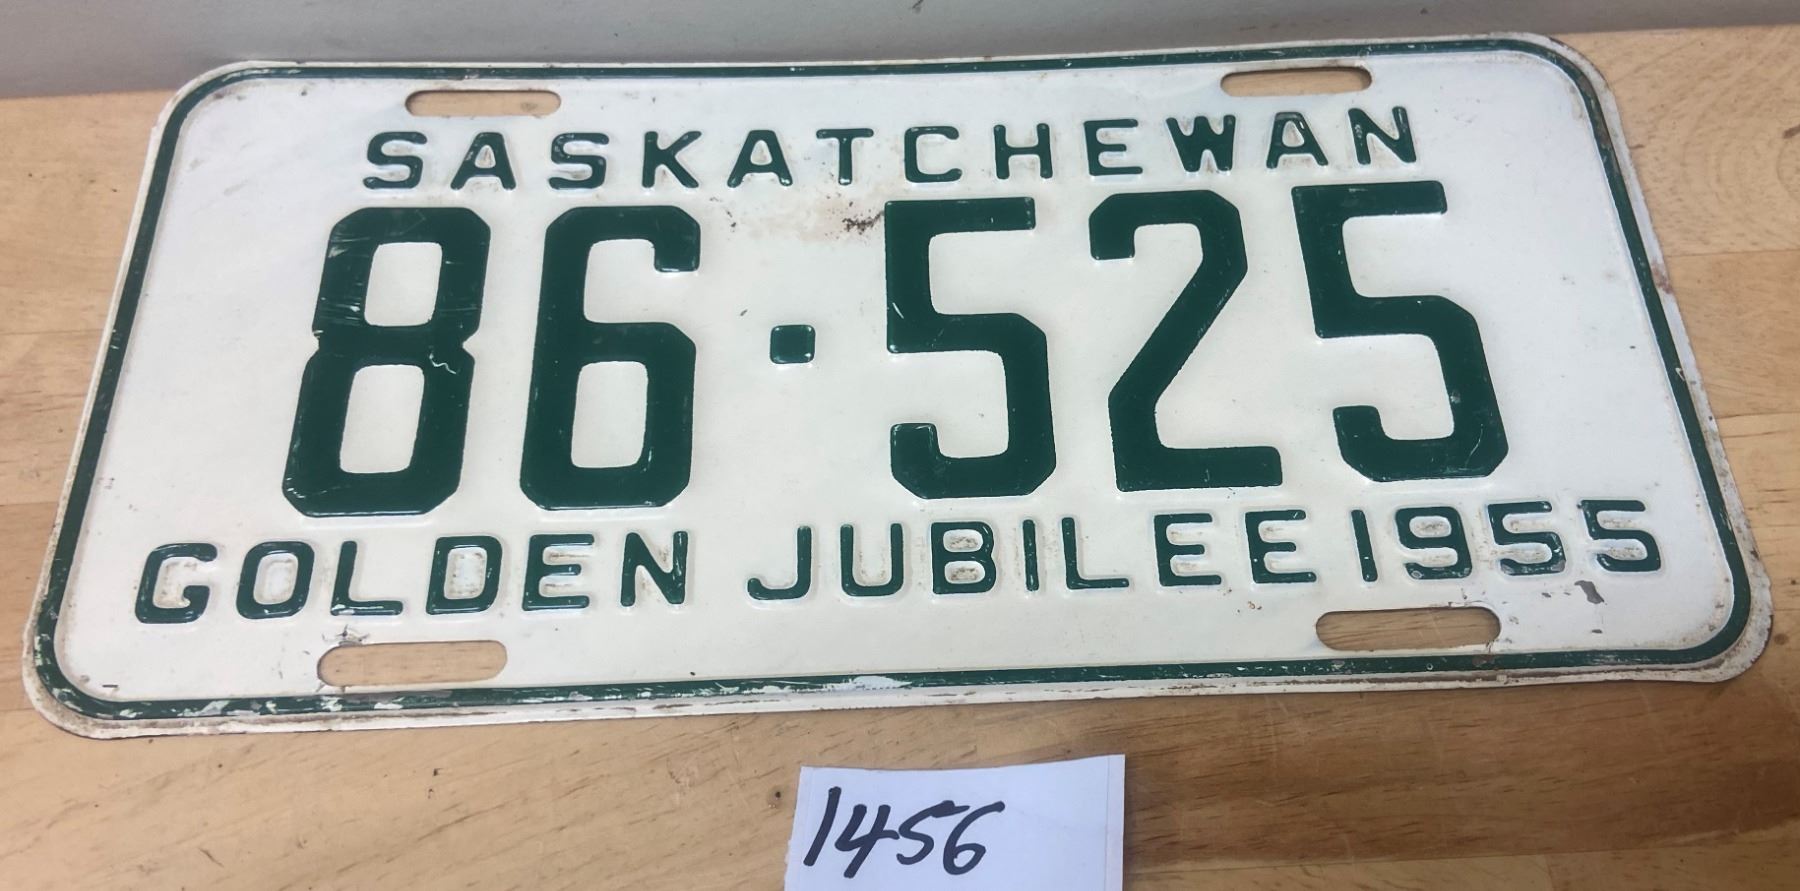 SASKATCHEWAN
86·525
GOLDEN JUBILEE 1955
1456